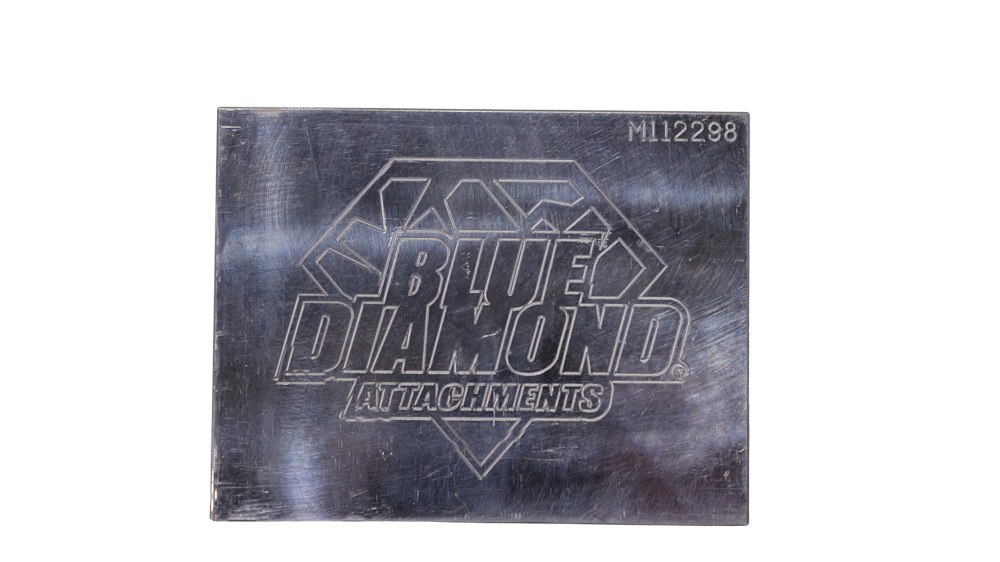 M112298
BLUE
DIAMOND®
ATTACHMENTS